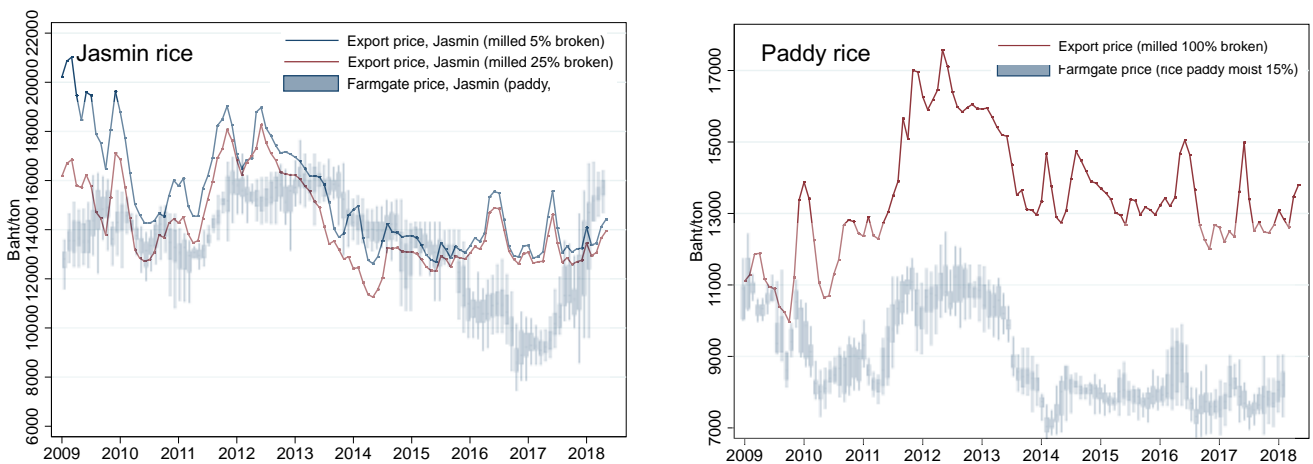 Jasmin rice
Export price, Jasmin (milled 5% broken)
Export price, Jasmin (milled 25% broken)
Farmgate price, Jasmin (paddy,
Baht/ton
22000
20000
18000
16000
14000
12000
10000
8000
6000
2009 2010 2011 2012 2013 2014 2015 2016 2017 2018
Paddy rice
Export price (milled 100% broken)
Farmgate price (rice paddy moist 15%)
Baht/ton
17000
15000
13000
11000
9000
7000
2009 2010 2011 2012 2013 2014 2015 2016 2017 2018